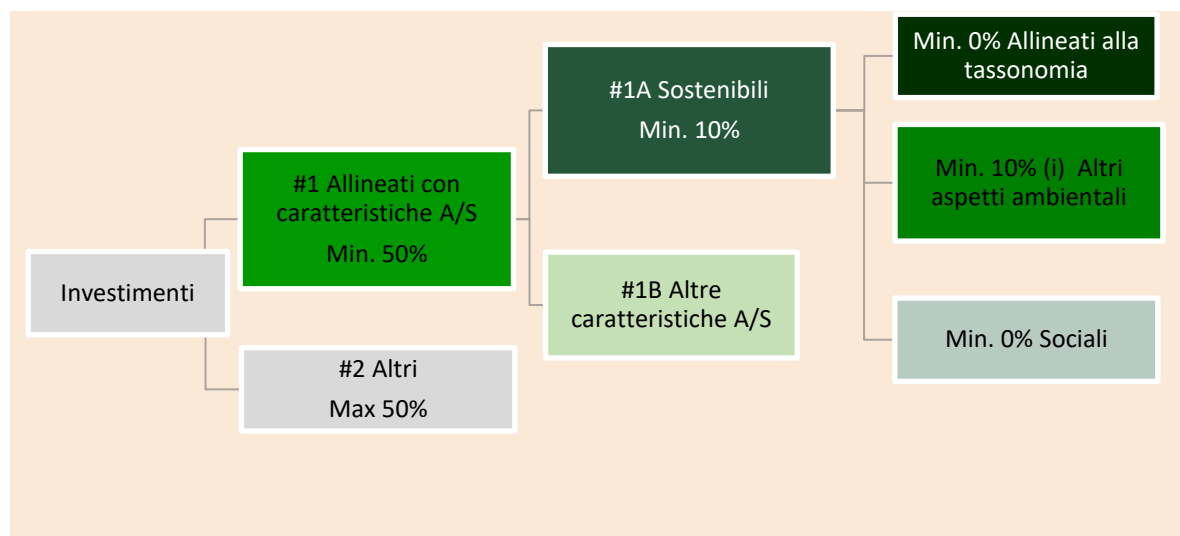 Investimenti
#1 Allineati con
caratteristiche A/S
Min. 50%
#2 Altri
Max 50%
#1A Sostenibili
Min. 10%
#1B Altre
caratteristiche A/S
Min. 0% Allineati alla
tassonomia
Min. 10% (i) Altri
aspetti ambientali
Min. 0% Sociali